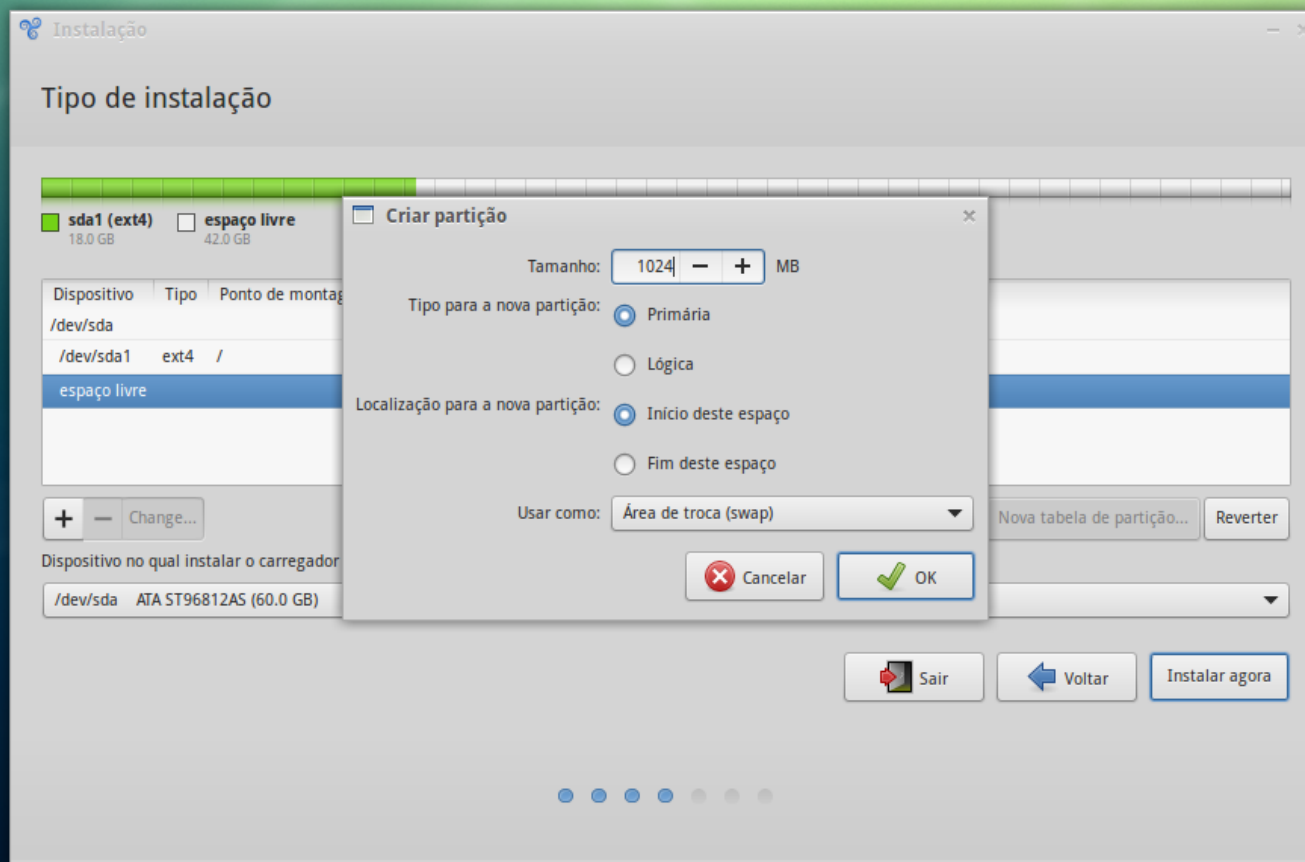 Instalação
Tipo de instalação
sda1 (ext4)
18.0 GB
espaço livre
42.0 GB
Dispositivo Tipo Ponto de montag
/dev/sda
/dev/sda1 ext4 /
espaço livre
+ − Change...
Nova tabela de partição... Reverter
Dispositivo no qual instalar o carregador
/dev/sda ATA ST96812AS (60.0 GB)
Criar partição
Tamanho: 1024 − + MB
Tipo para a nova partição: Primária
Lógica
Localização para a nova partição: Início deste espaço
Fim deste espaço
Usar como: Área de troca (swap)
Cancelar OK
Sair Voltar Instalar agora